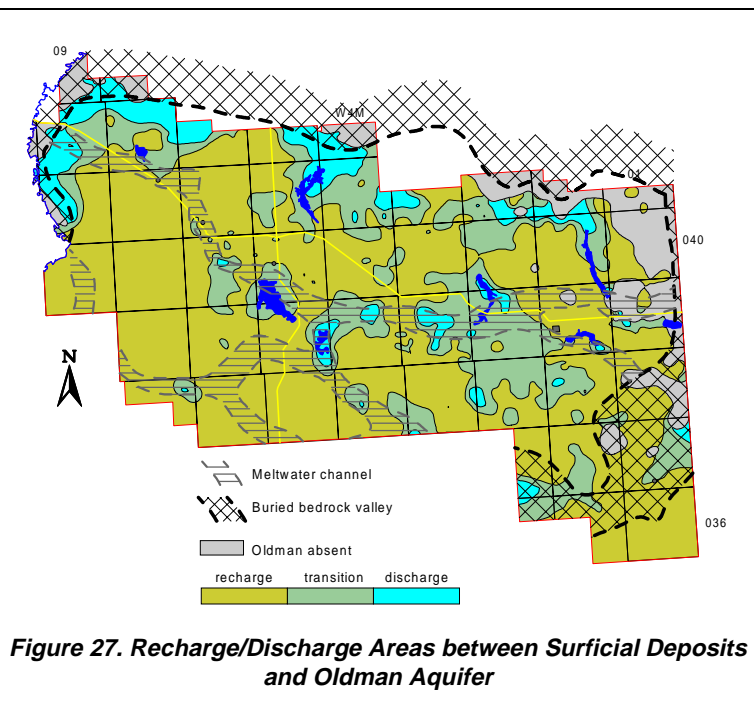 09
W4M
01
040
N
Meltwater channel
Buried bedrock valley
036
Oldman absent
recharge transition discharge
Figure 27. Recharge/Discharge Areas between Surficial Deposits
and Oldman Aquifer